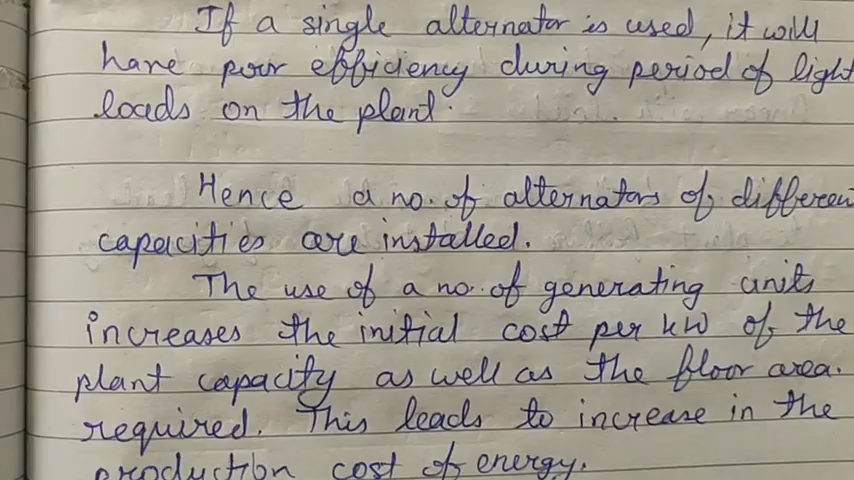 If a single alternator is used, it will
have poor efficiency during period of light
loads on the plant.
Hence a no. of alternators of different
capacities are installed.
The use of a no. of generating units
increases the initial cost per kW of the
plant capacity as well as the floor area.
required. This leads to increase in the
production cost of energy.